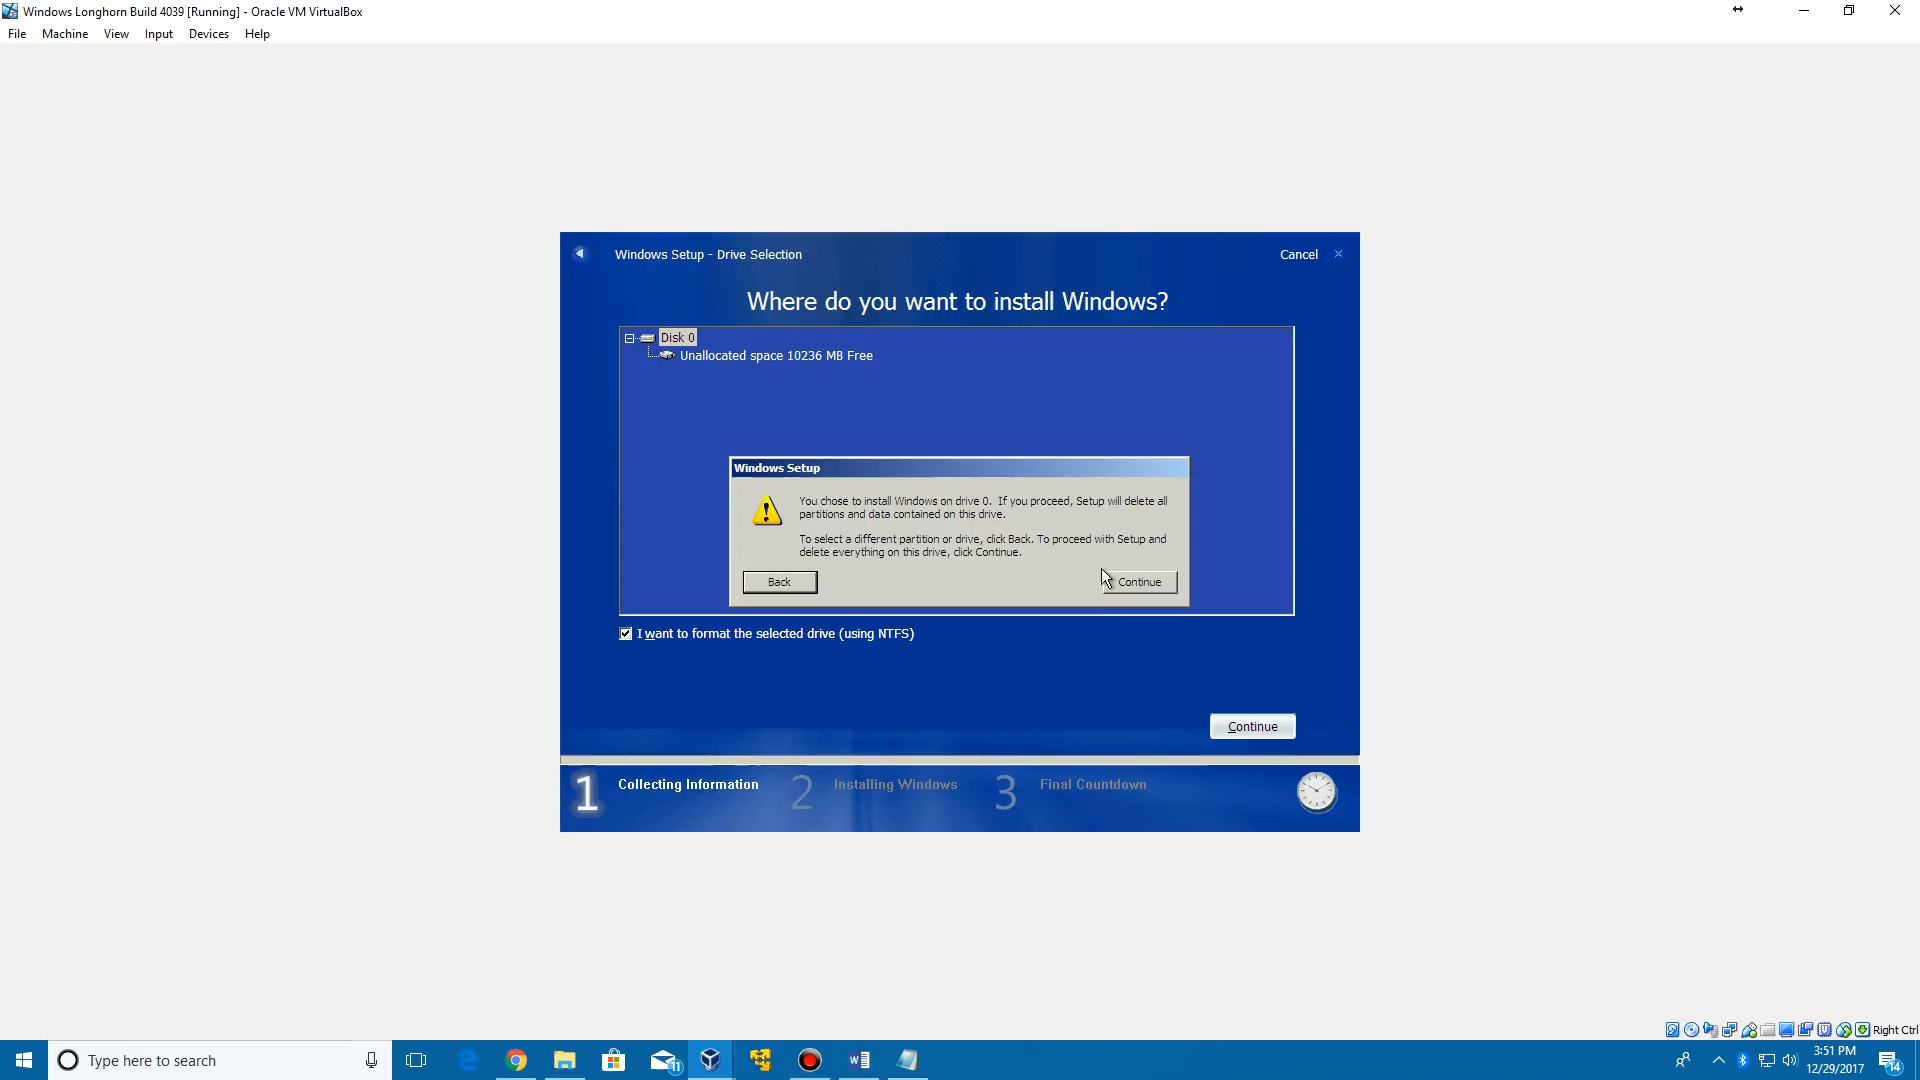 Windows Longhorn Build 4039 [Running] - Oracle VM VirtualBox
File Machine View Input Devices Help
Windows Setup - Drive Selection
Cancel
Where do you want to install Windows?
Disk 0
Unallocated space 10236 MB Free
Windows Setup
You chose to install Windows on drive 0. If you proceed, Setup will delete all
partitions and data contained on this drive.
To select a different partition or drive, click Back. To proceed with Setup and
delete everything on this drive, click Continue.
Back
Continue
I want to format the selected drive (using NTFS)
Continue
1 Collecting Information 2 Installing Windows 3 Final Countdown
Right Ctrl
Type here to search
11
3:51 PM
12/29/2017
14